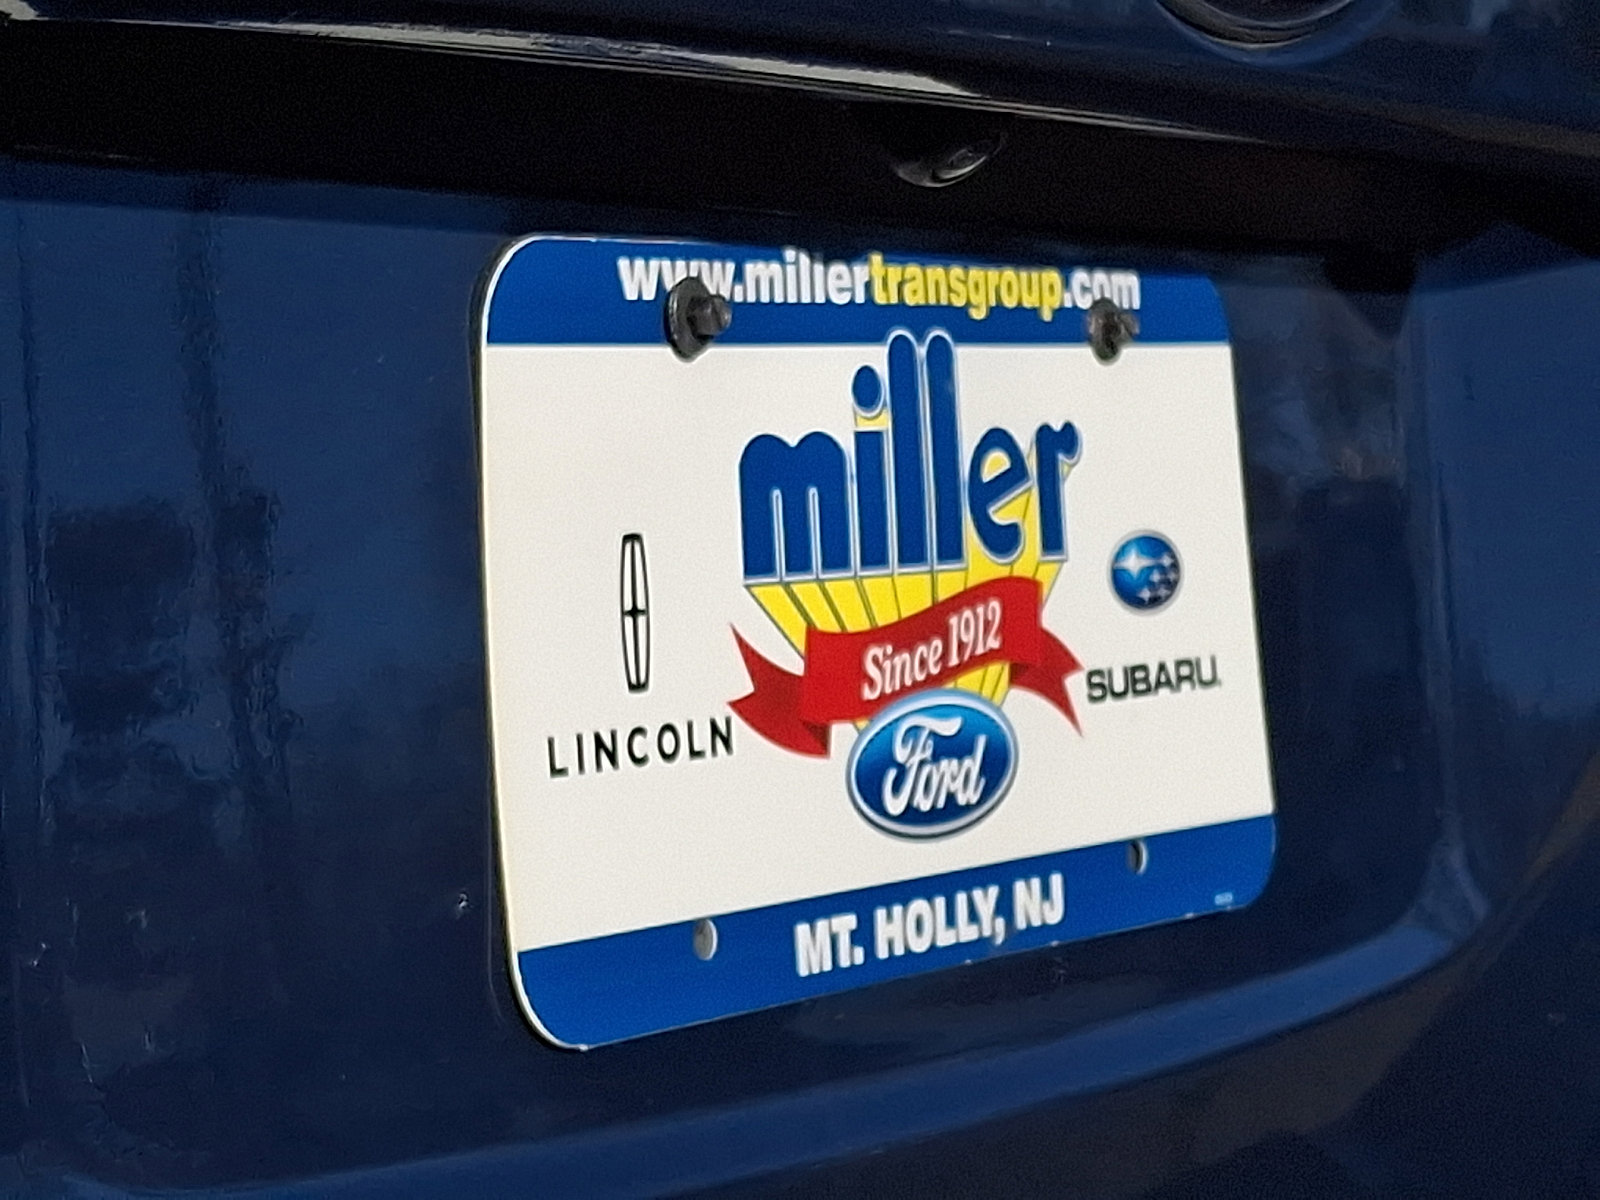 www.millertransgroup.com
miller
Since 1912
LINCOLN
SUBARU
Ford
MT. HOLLY, NJ